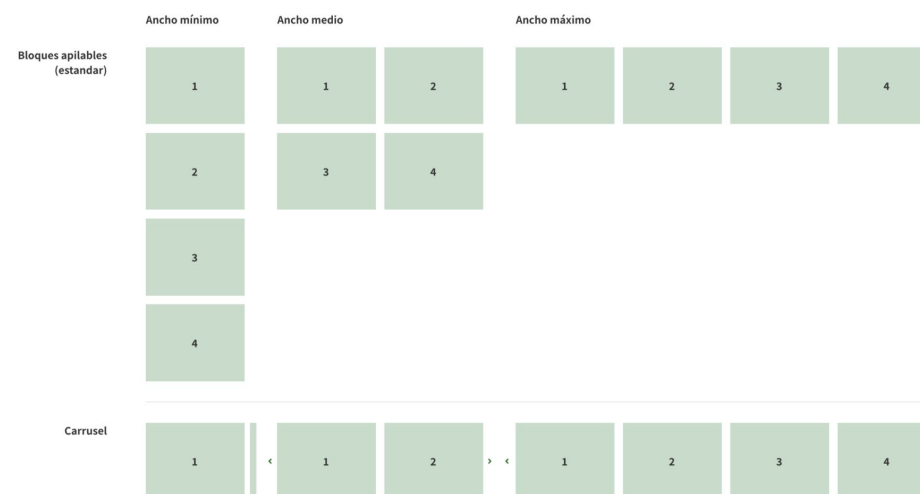 Ancho mínimo Ancho medio Ancho máximo
Bloques apilables
(estandar)
1 1 2 1 2 3 4
2 3 4
3
4
Carrusel
1 ‹ 1 2 › ‹ 1 2 3 4